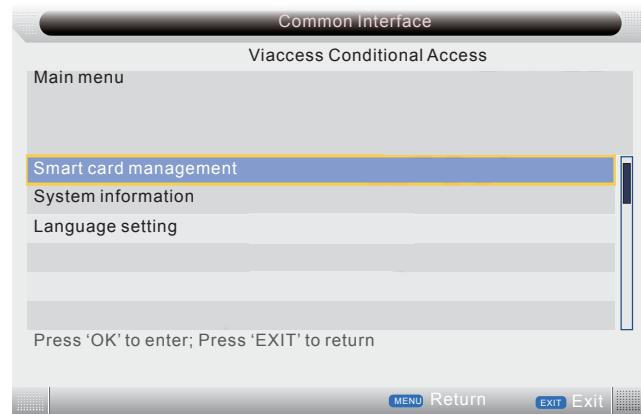 Common Interface
Viaccess Conditional Access
Main menu
Smart card management
System information
Language setting
Press ‘OK’ to enter; Press ‘EXIT’ to return
MENU Return EXIT Exit